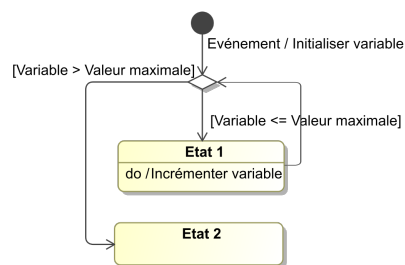 Evénement / Initialiser variable
[Variable > Valeur maximale]
[Variable <= Valeur maximale]
Etat 1
do / Incrémenter variable
Etat 2